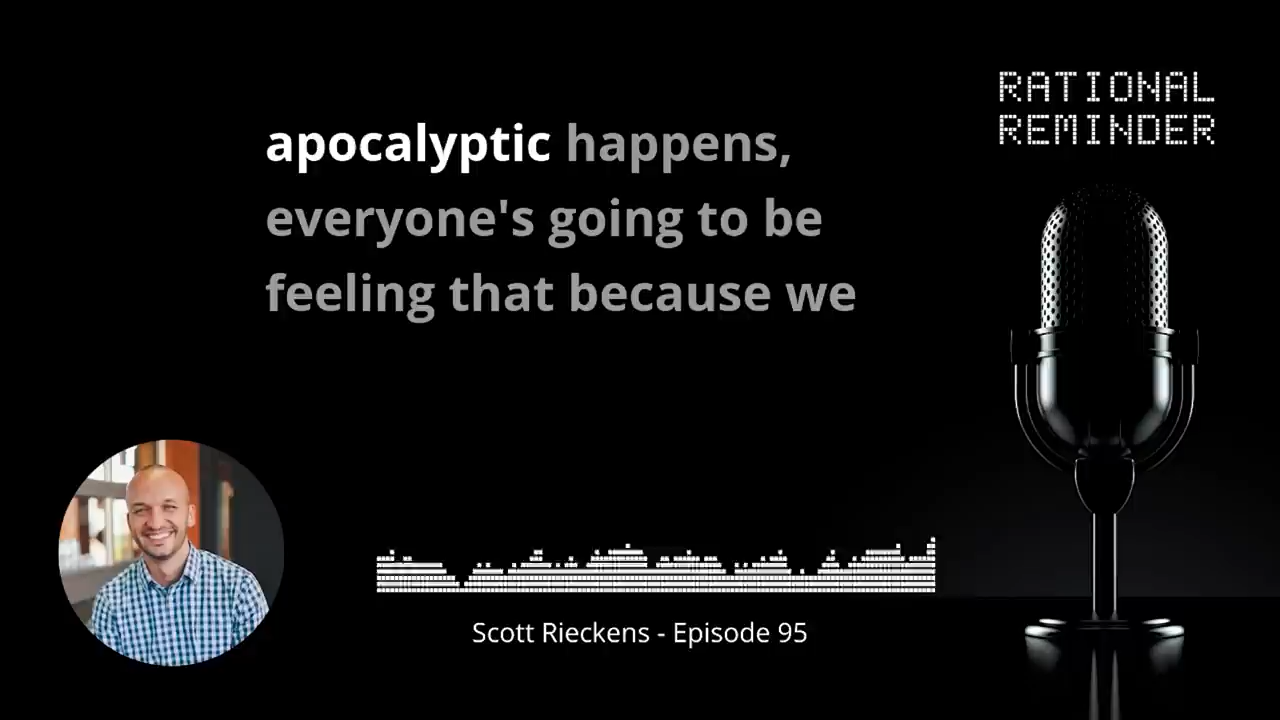 RATIONAL
REMINDER
apocalyptic happens,
everyone's going to be
feeling that because we
Scott Rieckens - Episode 95